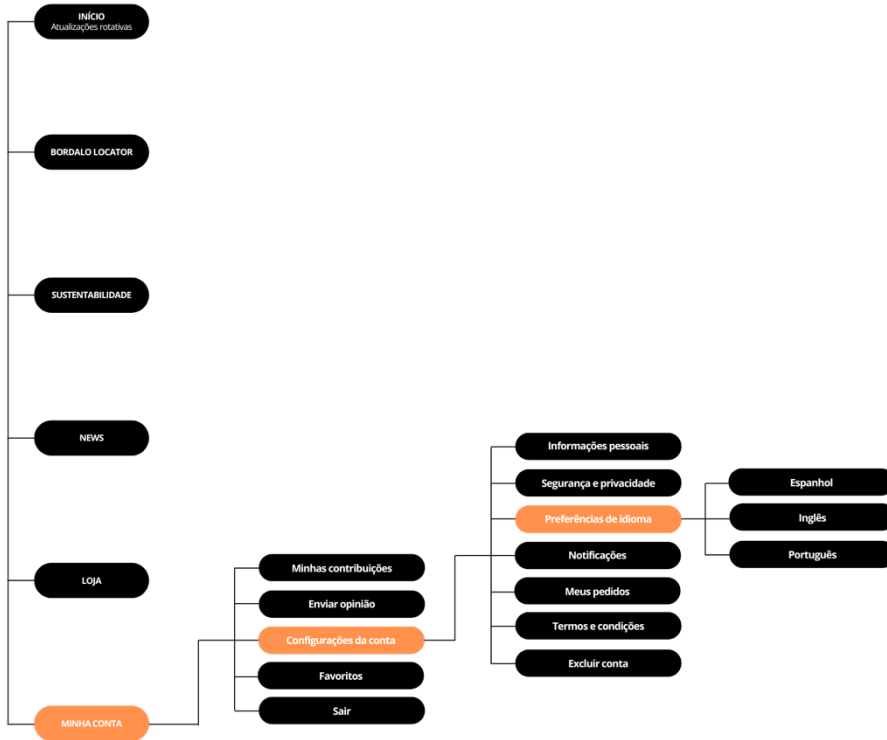 INÍCIO
Atualizações rotativas
BORDALO LOCATOR
SUSTENTABILIDADE
NEWS
LOJA
MINHA CONTA
Minhas contribuições
Enviar opinião
Configurações da conta
Favoritos
Sair
Informações pessoais
Segurança e privacidade
Preferências de idioma
Notificações
Meus pedidos
Termos e condições
Excluir conta
Espanhol
Inglês
Português